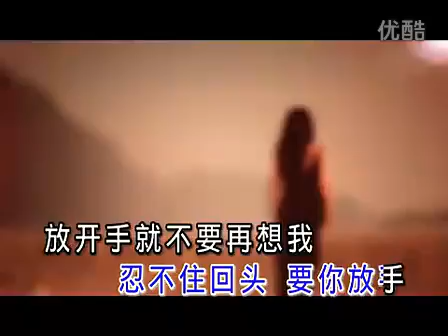 优酷
放开手就不要再想我
忍不住回头 要你放手